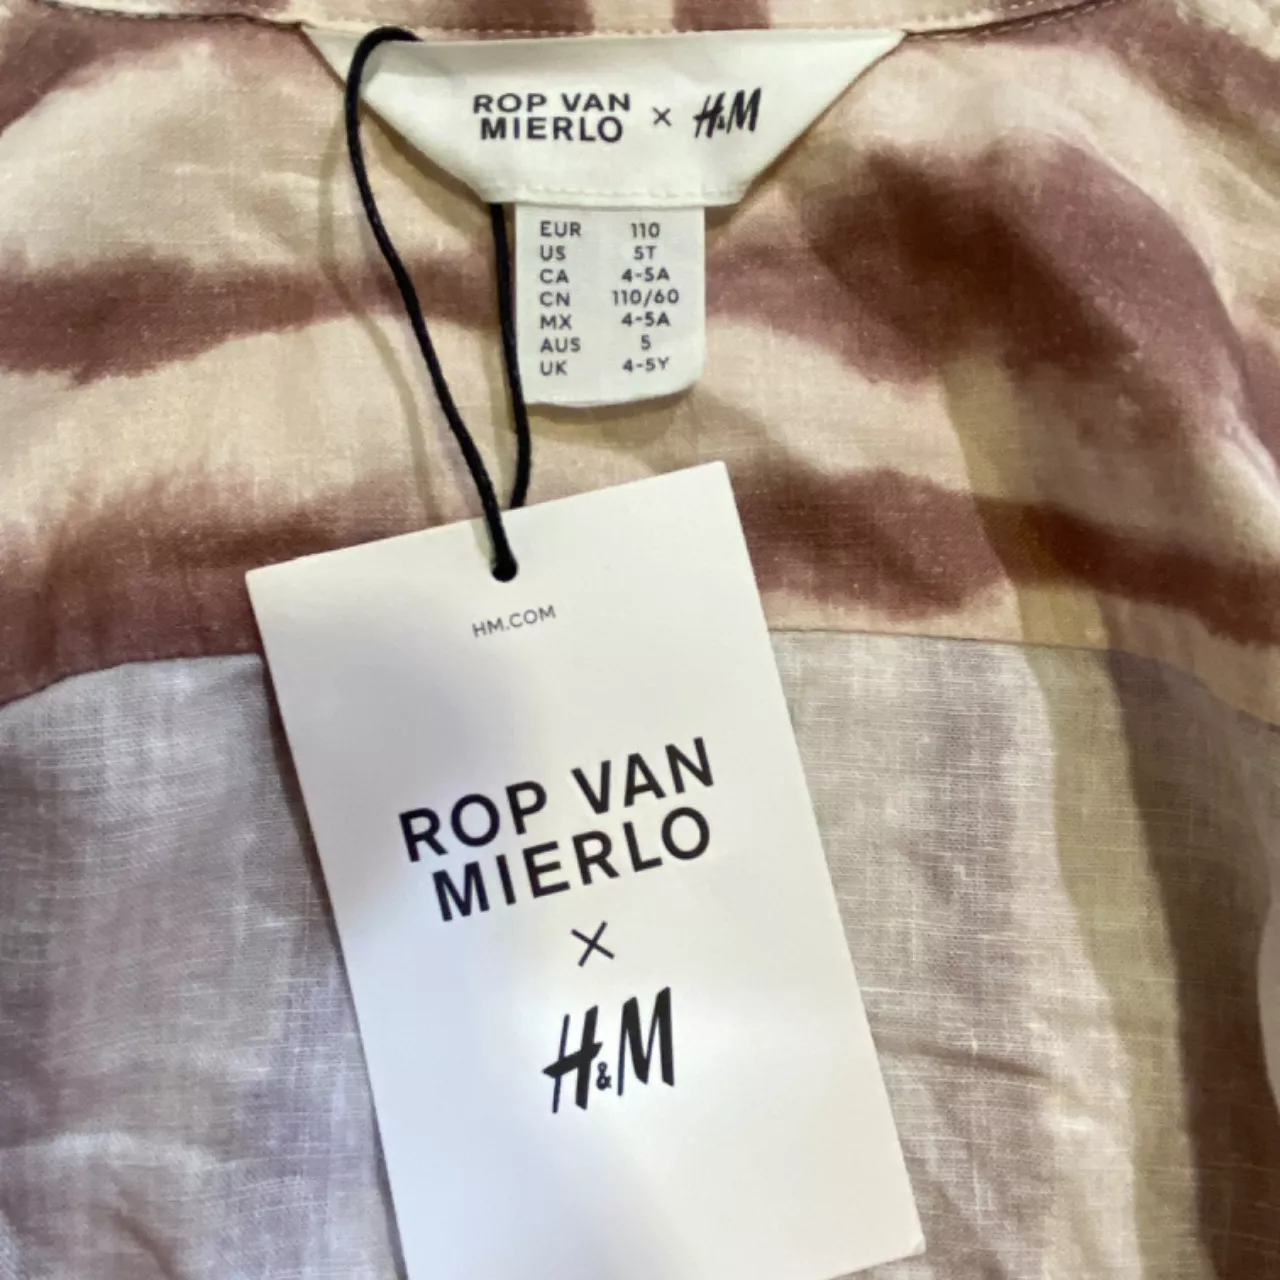 ROP VAN
MIERLO × H&M
EUR 110
US 5T
CA 4-5A
CN 110/60
MX 4-5A
AUS 5
UK 4-5Y
HM.COM
ROP VAN
MIERLO
×
H&M